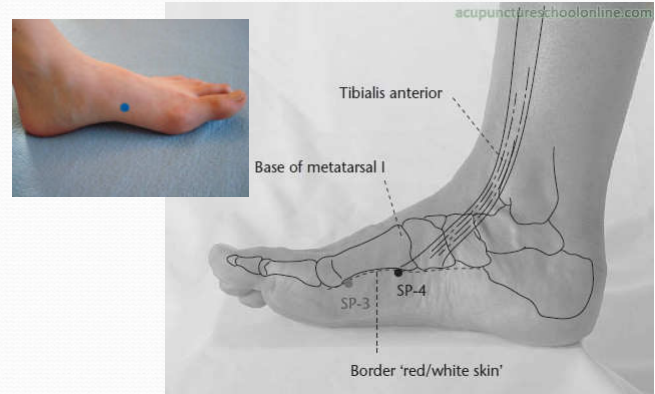 acupunctureschoolonline.com
Tibialis anterior
Base of metatarsal I
SP-3
SP-4
Border ‘red/white skin’